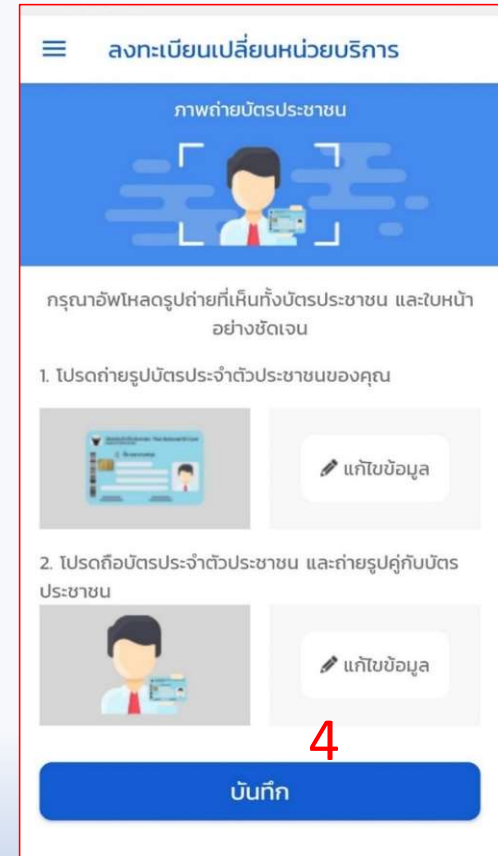 ลงทะเบียนเปลี่ยนหน่วยบริการ
ภาพถ่ายบัตรประชาชน
กรุณาอัพโหลดรูปถ่ายที่เห็นทั้งบัตรประชาชน และใบหน้า
อย่างชัดเจน
1. โปรดถ่ายรูปบัตรประจำตัวประชาชนของคุณ
แก้ไขข้อมูล
2. โปรดถือบัตรประจำตัวประชาชน และถ่ายรูปคู่กับบัตร
ประชาชน
แก้ไขข้อมูล
4
บันทึก